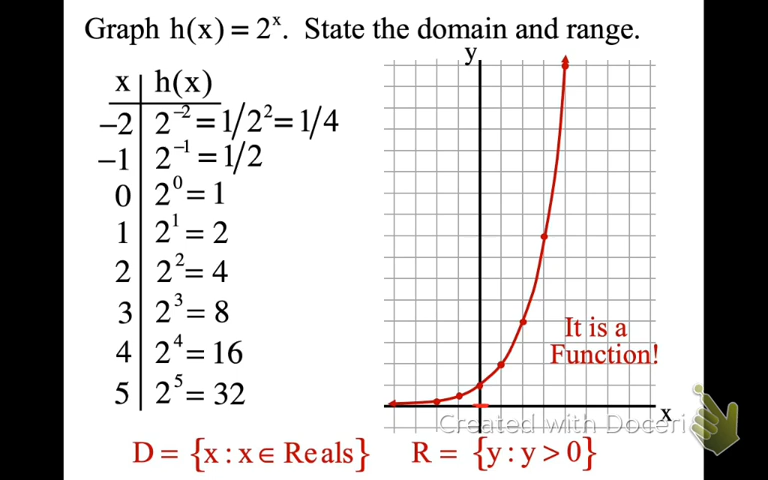 Graph h(x) = 2ˣ. State the domain and range.
x h(x)
−2 2⁻² = 1/2² = 1/4
−1 2⁻¹ = 1/2
0 2⁰ = 1
1 2¹ = 2
2 2² = 4
3 2³ = 8
4 2⁴ = 16
5 2⁵ = 32
y
It is a
Function!
x
Created with Doceri
D = {x : x ∈ Reals} R = {y : y > 0}